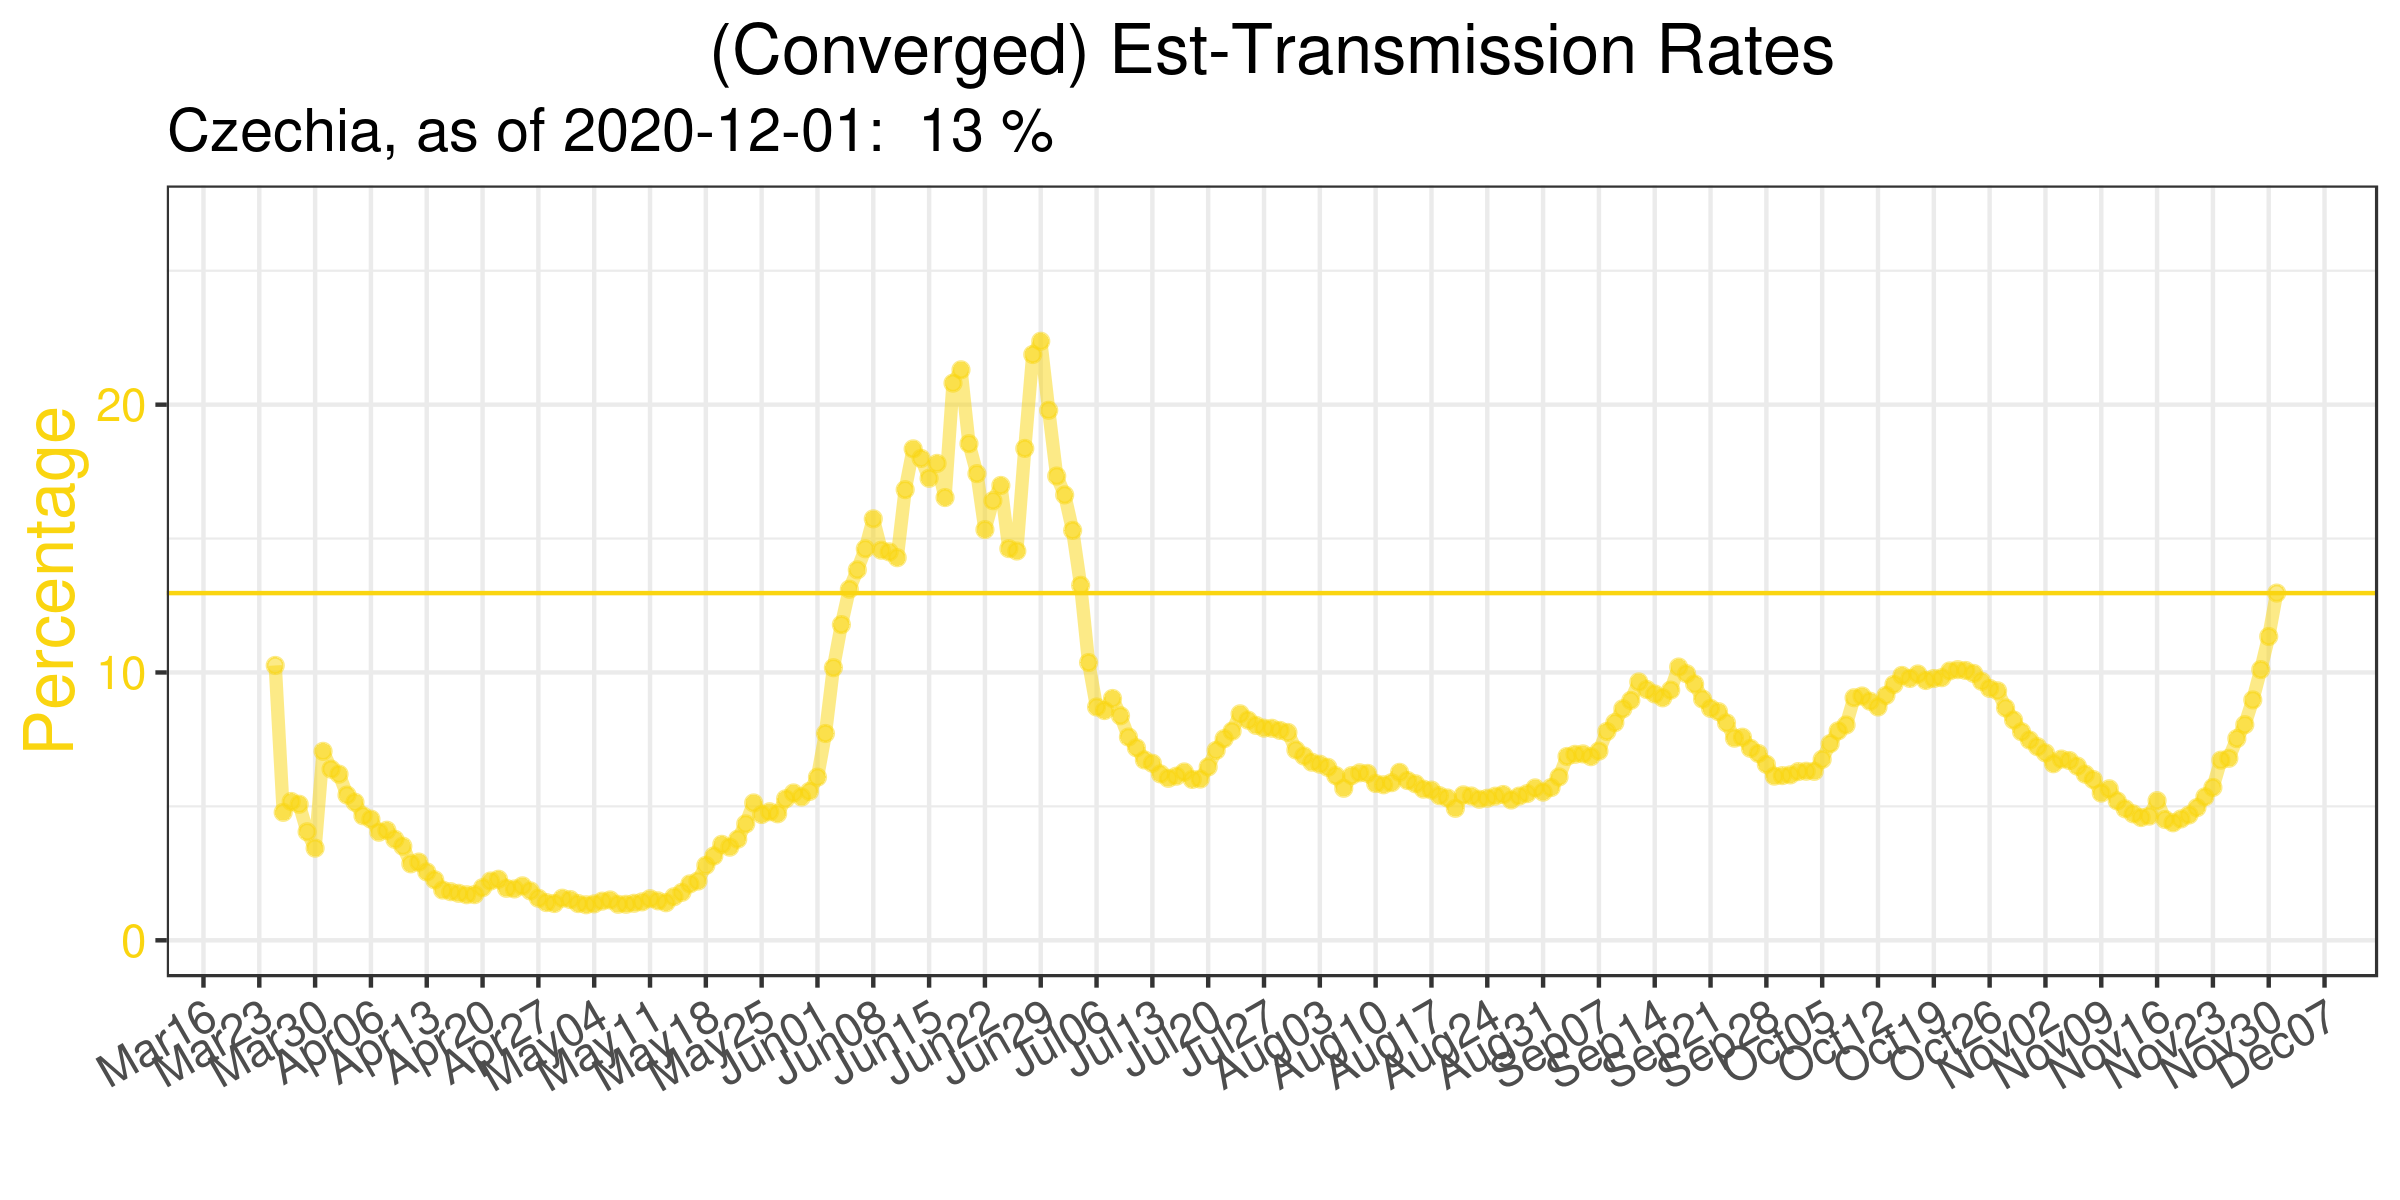 (Converged) Est-Transmission Rates
Czechia, as of 2020-12-01:  13 %
Percentage
20
10
0
Mar16
Mar23
Mar30
Apr06
Apr13
Apr20
Apr27
May04
May11
May18
May25
Jun01
Jun08
Jun15
Jun22
Jun29
Jul06
Jul13
Jul20
Jul27
Aug03
Aug10
Aug17
Aug24
Aug31
Sep07
Sep14
Sep21
Sep28
Oct05
Oct12
Oct19
Oct26
Nov02
Nov09
Nov16
Nov23
Nov30
Dec07